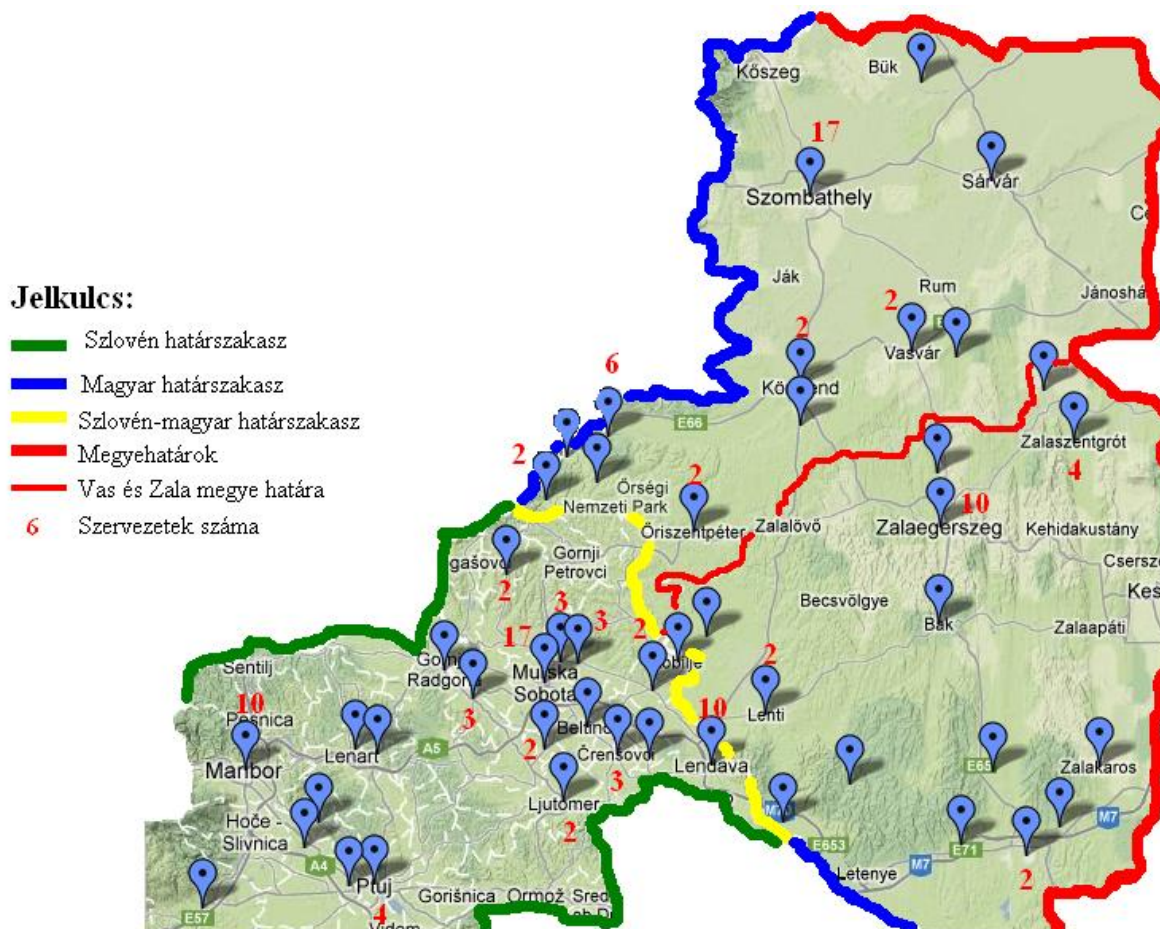 Kőszeg
Bük
17
Szombathely
Sárvár
Ják
Rum
2
2
Vasvár
6
E66
Zalaszentgrót
4
Jelkulcs:
Szlovén határszakasz
Magyar határszakasz
Szlovén-magyar határszakasz
Megyehatárok
Vas és Zala megye határa
6 Szervezetek száma
2
Őrségi
Nemzeti Park
2
Őriszentpéter
Zalalövő
10
Zalaegerszeg
Kehidakustány
Gornji
Petrovci
2
3
3
17
2
Becsvölgye
Bak
Zalaapáti
Sentilj
Murska
Sobota
3
2
Lenti
10
Pesnica
Maribor
Lenart
A5
2
Črensovci
3
10
Lendava
E65
Zalakaros
Hoče -
Slivnica
Ljutomer
2
E653
M7
E71
A4
Ptuj
4
Letenye
M7
2
E57
Gorišnica
Ormož